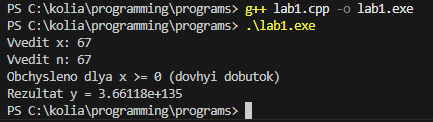 PS C:\kolia\programming\programs> g++ lab1.cpp -o lab1.exe
PS C:\kolia\programming\programs> .\lab1.exe
Vvedit x: 67
Vvedit n: 67
Obchysleno dlya x >= 0 (dovhyi dobutok)
Rezultat y = 3.66118e+135
PS C:\kolia\programming\programs>